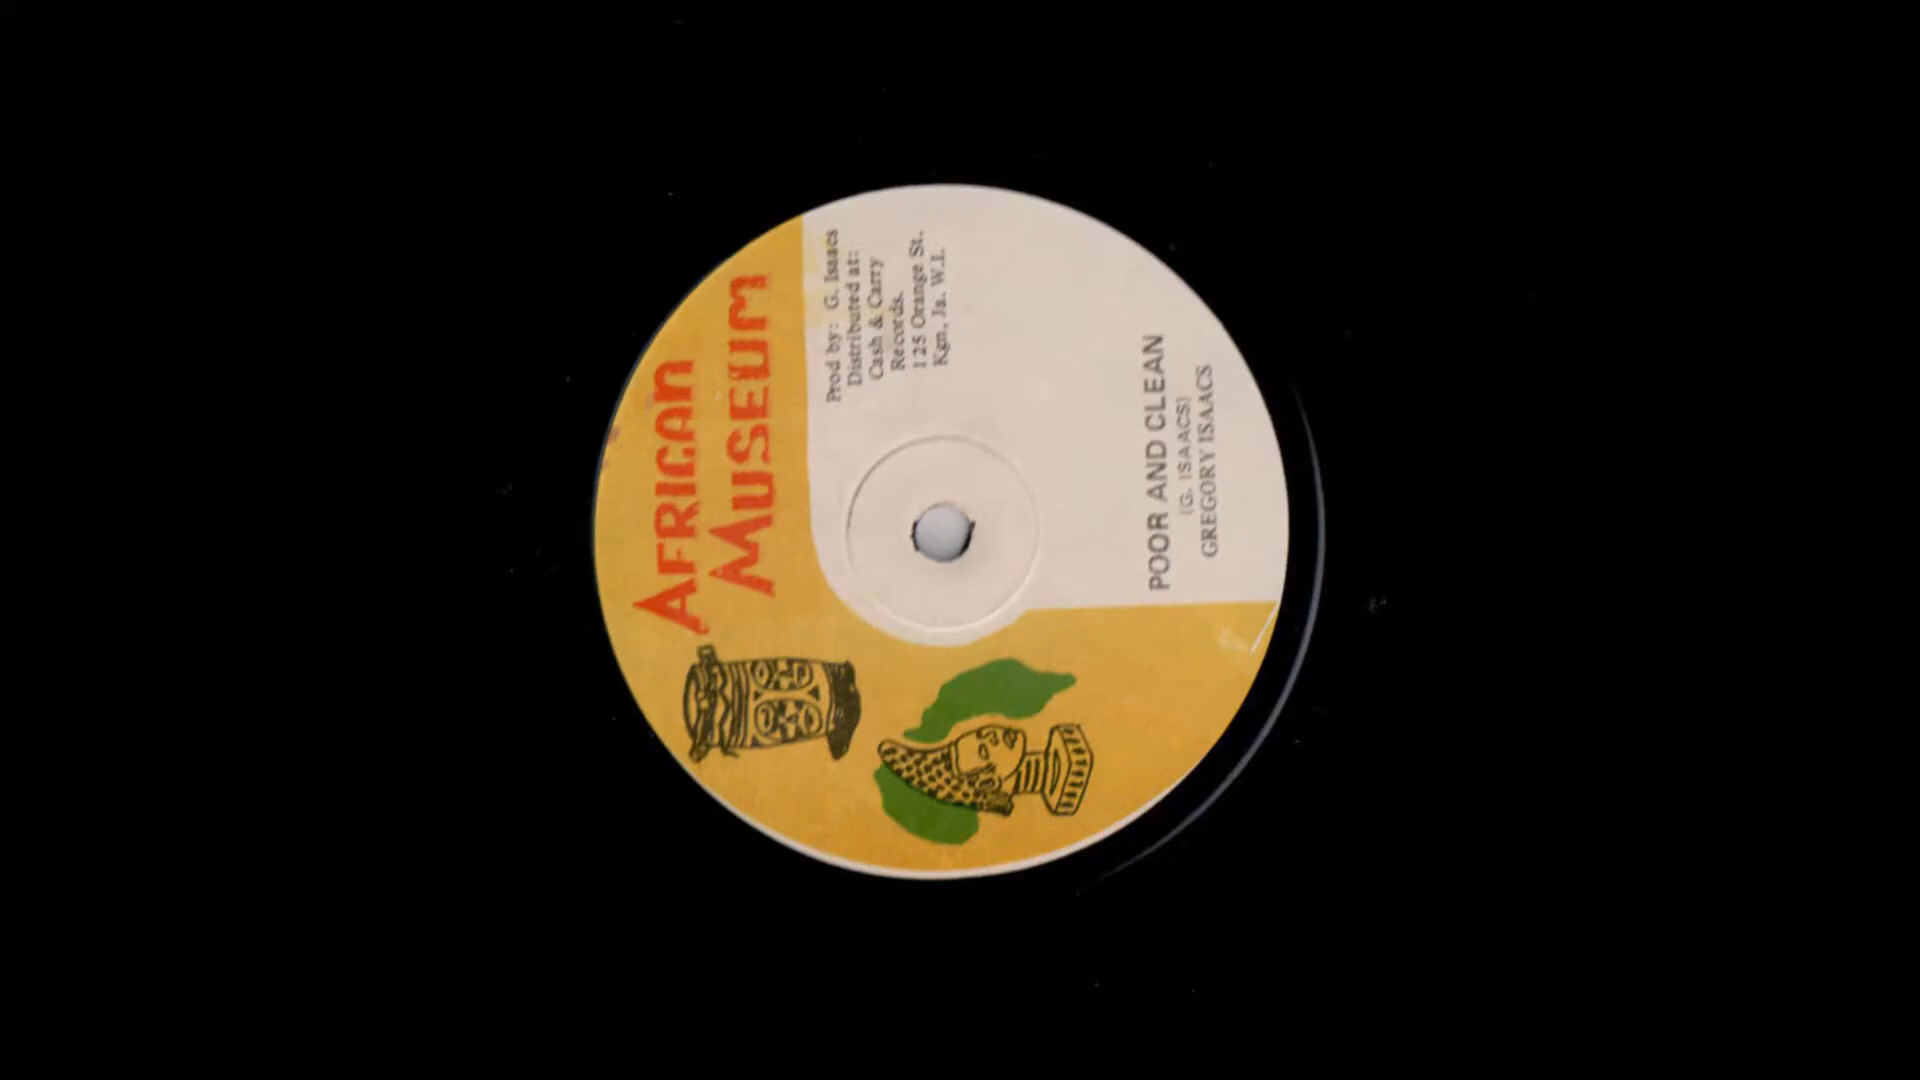 AFRICAN
MUSEUM
Prod by: G. Isaacs
Distributed at:
Cash & Carry
Records.
125 Orange St.
Kgn, Ja. W.I.
POOR AND CLEAN
(G. ISAACS)
GREGORY ISAACS